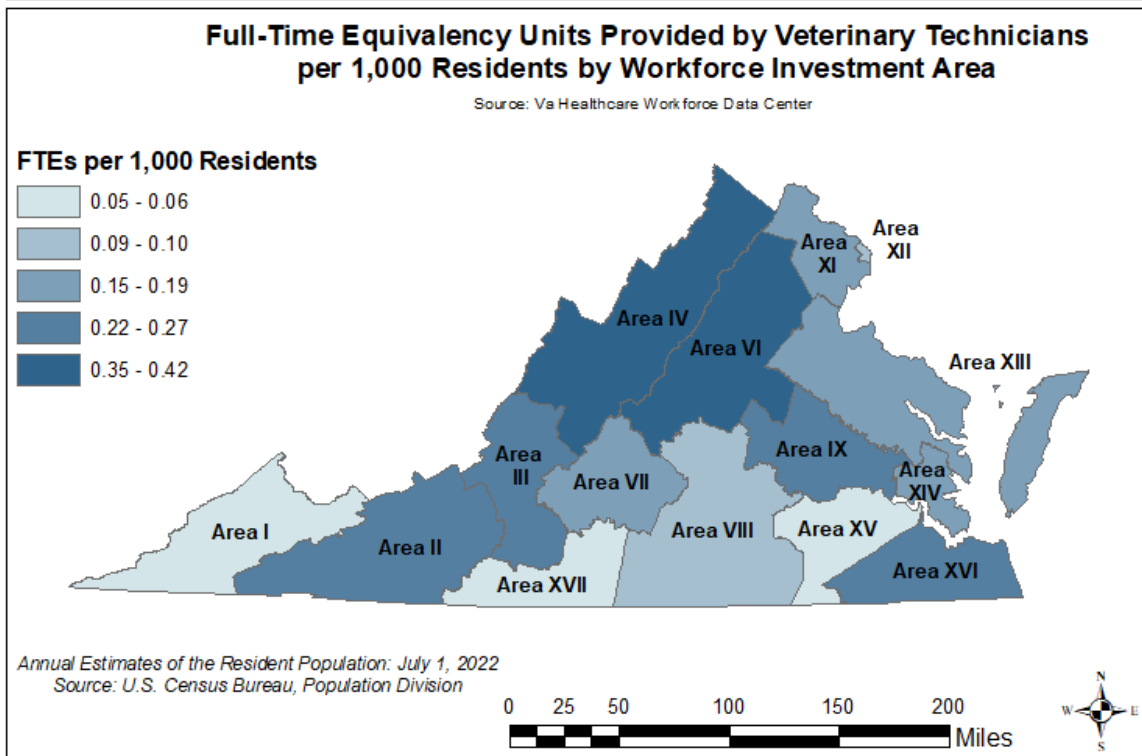 Full-Time Equivalency Units Provided by Veterinary Technicians
per 1,000 Residents by Workforce Investment Area
Source: Va Healthcare Workforce Data Center
FTEs per 1,000 Residents
0.05 - 0.06
0.09 - 0.10
0.15 - 0.19
0.22 - 0.27
0.35 - 0.42
Area
XII
Area
XI
Area IV
Area VI
Area XIII
Area
III
Area IX
Area VII
Area
XIV
Area I
Area II
Area VIII
Area XV
Area XVII
Area XVI
Annual Estimates of the Resident Population: July 1, 2022
Source: U.S. Census Bureau, Population Division
0 25 50 100 150 200
Miles
N
W E
S